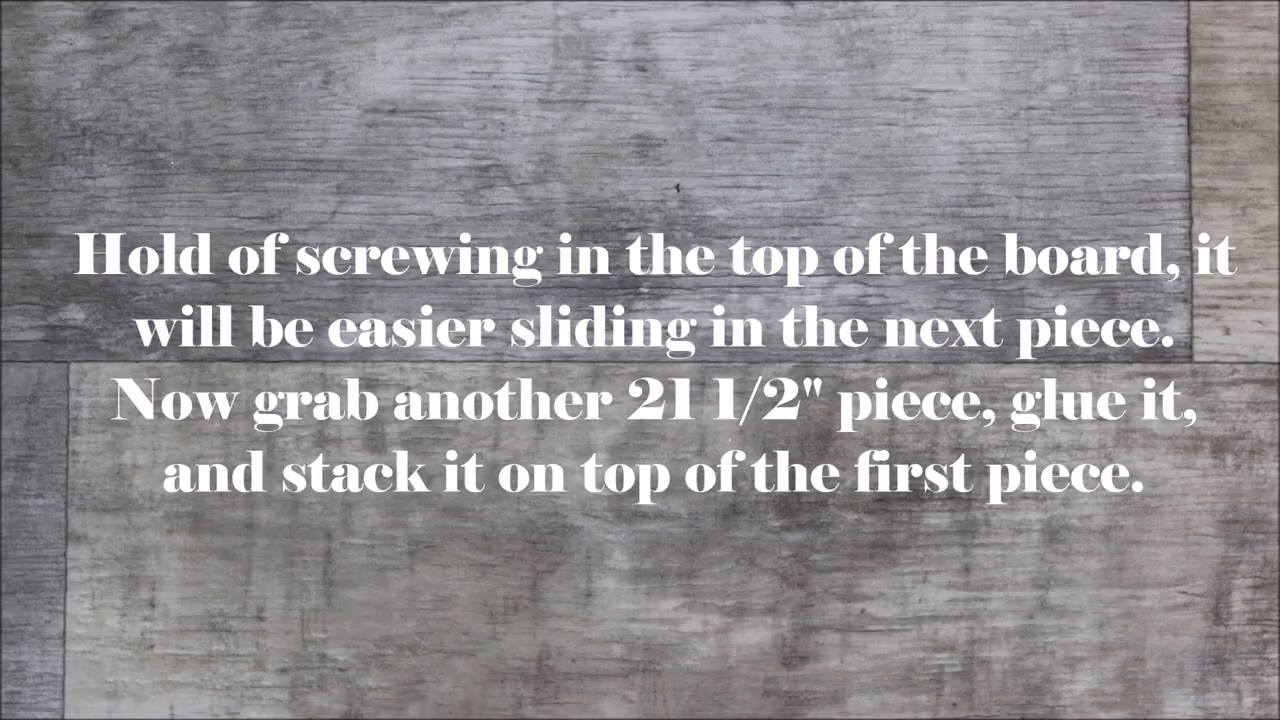 Hold of screwing in the top of the board, it
will be easier sliding in the next piece.
Now grab another 21 1/2" piece, glue it,
and stack it on top of the first piece.